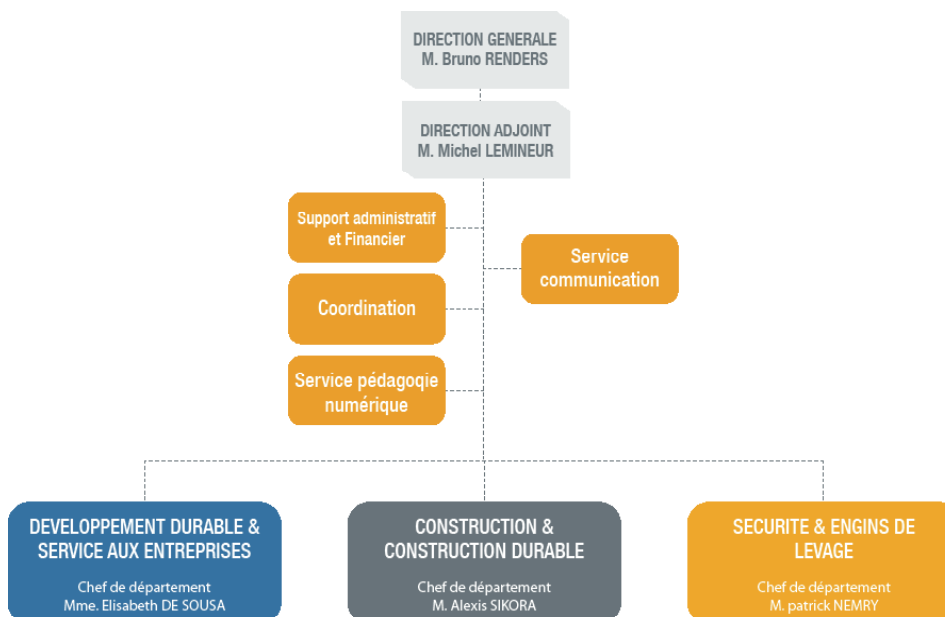 DIRECTION GENERALE
M. Bruno RENDERS
DIRECTION ADJOINT
M. Michel LEMINEUR
Support administratif
et Financier
Service
communication
Coordination
Service pédagoqie
numérique
DEVELOPPEMENT DURABLE &
SERVICE AUX ENTREPRISES
Chef de département
Mme. Elisabeth DE SOUSA
CONSTRUCTION &
CONSTRUCTION DURABLE
Chef de département
M. Alexis SIKORA
SECURITE & ENGINS DE
LEVAGE
Chef de département
M. patrick NEMRY